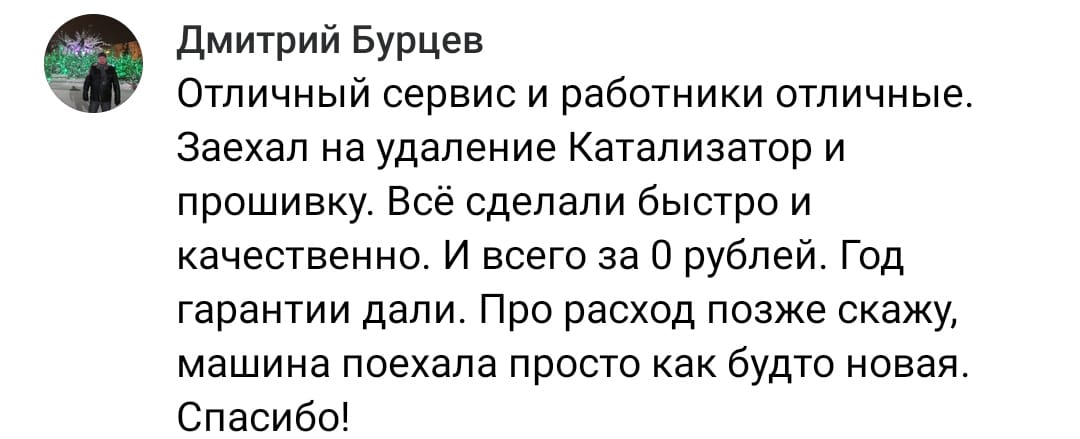 Дмитрий Бурцев
Отличный сервис и работники отличные.
Заехал на удаление Катализатор и
прошивку. Всё сделали быстро и
качественно. И всего за 0 рублей. Год
гарантии дали. Про расход позже скажу,
машина поехала просто как будто новая.
Спасибо!